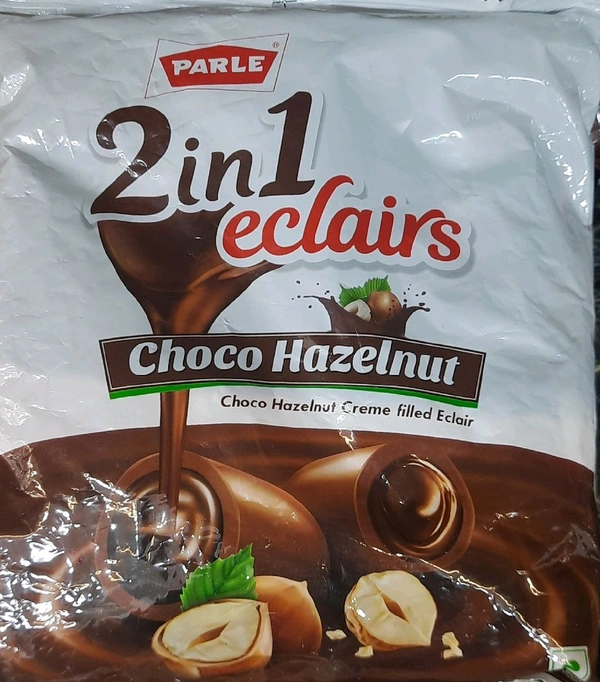 PARLE
®
2in1
eclairs
Choco Hazelnut
Choco Hazelnut Creme filled Eclair